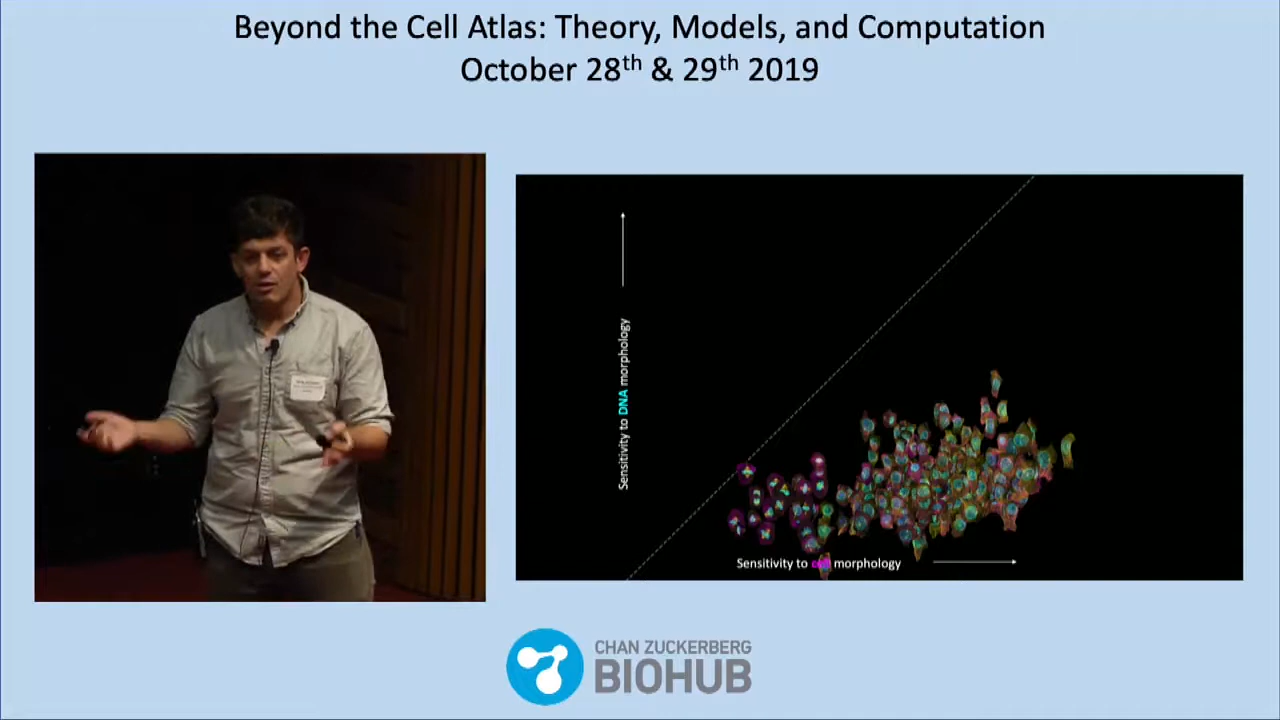 Beyond the Cell Atlas: Theory, Models, and Computation
October 28th & 29th 2019
Sensitivity to DNA morphology
Sensitivity to cell morphology
CHAN ZUCKERBERG
BIOHUB